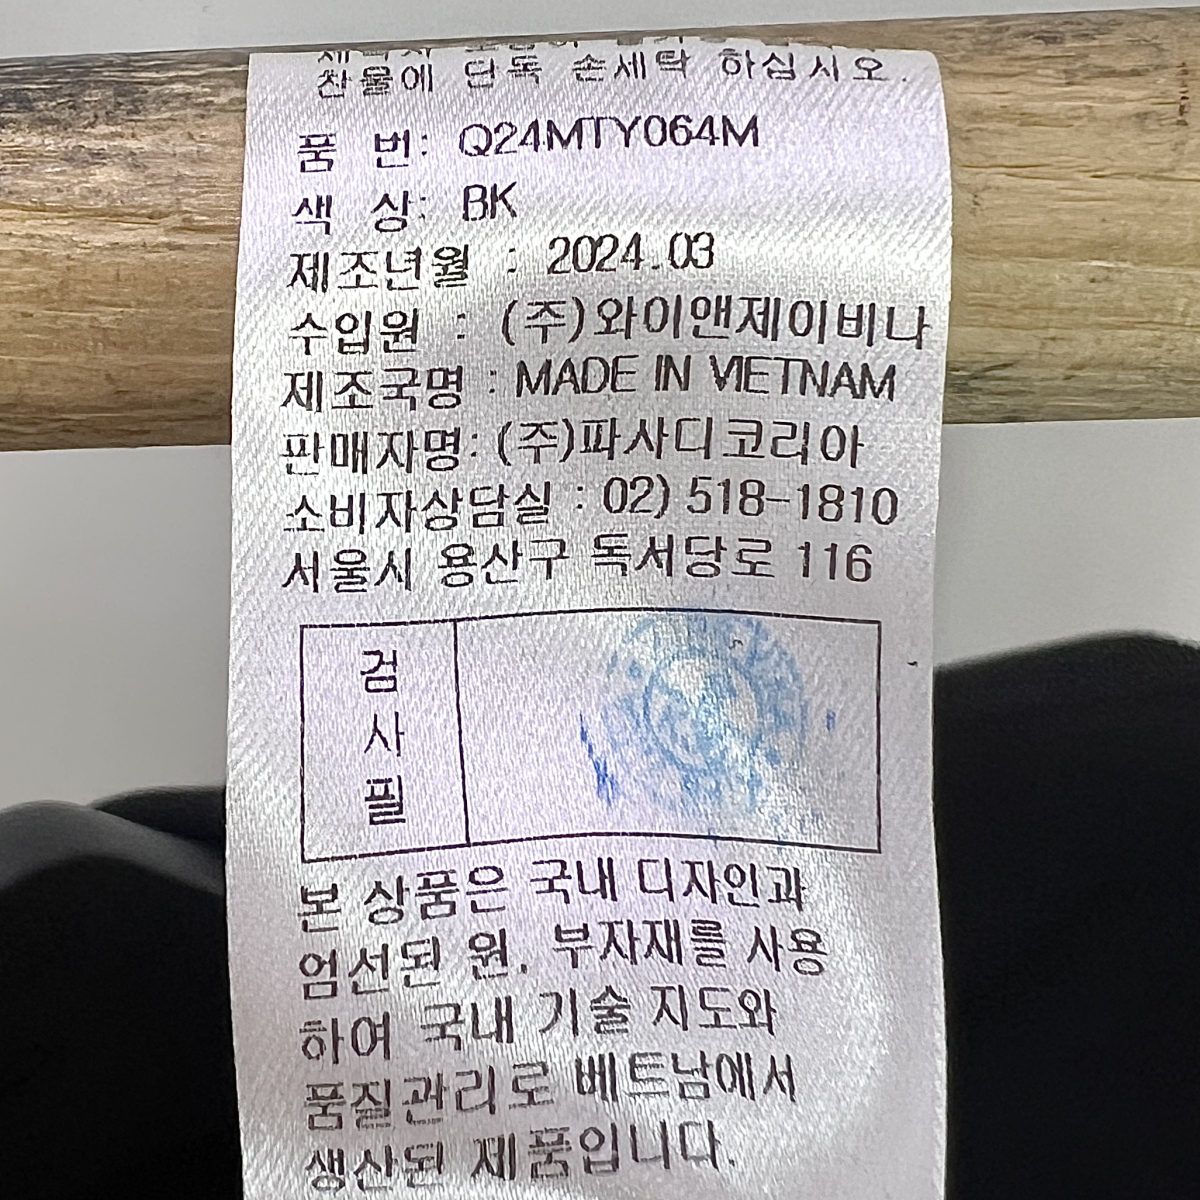 찬물에 단독 손세탁 하십시오.
품 번: Q24MTY064M
색 상: BK
제조년월 : 2024.03
수입원 : (주)와이앤제이비나
제조국명 : MADE IN VIETNAM
판매자명: (주)파사디코리아
소비자상담실 : 02) 518-1810
서울시 용산구 독서당로 116
검
사
필
본 상품은 국내 디자인과
엄선된 원, 부자재를 사용
하여 국내 기술 지도와
품질관리로 베트남에서
생산된 제품입니다.